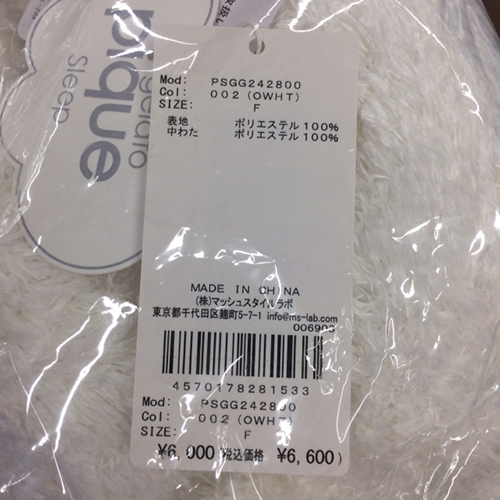 gelato
pique
Sleep
Mod: PSGG242800
Col: 002 (OWHT)
SIZE: F
表地 ポリエステル100%
中わた ポリエステル100%
MADE IN CHINA
(株)マッシュスタイルラボ
東京都千代田区麹町5-7-1 info@ms-lab.com
006903
4570178281533
Mod: PSGG242800
Col: 002 (OWHT)
SIZE: F
¥6,000(税込価格 ¥6,600)